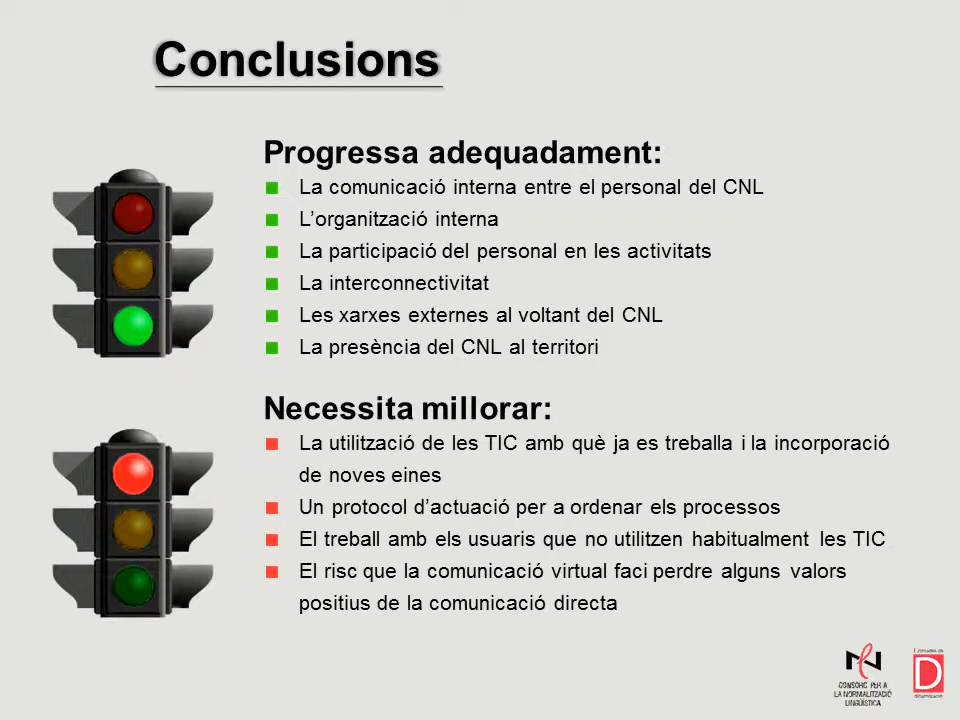 Conclusions
Progressa adequadament:
La comunicació interna entre el personal del CNL
L’organització interna
La participació del personal en les activitats
La interconnectivitat
Les xarxes externes al voltant del CNL
La presència del CNL al territori
Necessita millorar:
La utilització de les TIC amb què ja es treballa i la incorporació
de noves eines
Un protocol d’actuació per a ordenar els processos
El treball amb els usuaris que no utilitzen habitualment les TIC
El risc que la comunicació virtual faci perdre alguns valors
positius de la comunicació directa
CONSORCI PER A
LA NORMALITZACIÓ
LINGÜÍSTICA
I Jornades de
D
dinamització